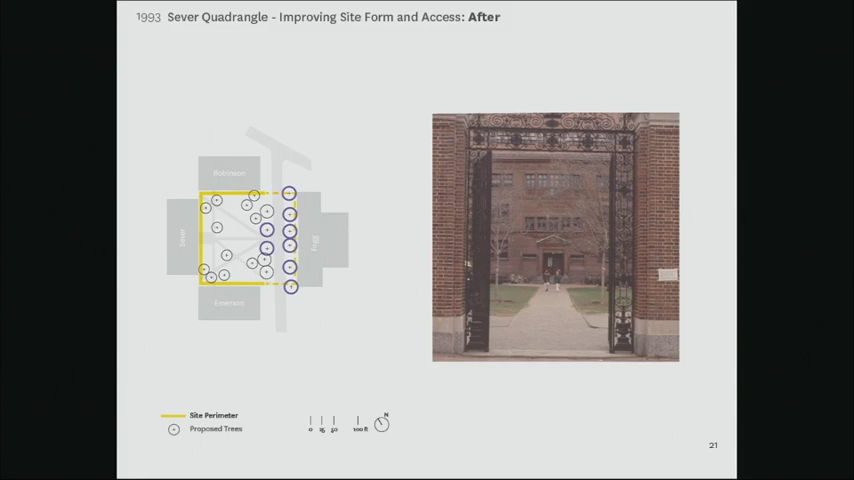 1993 Sever Quadrangle - Improving Site Form and Access: After
Robinson
Sever
Fogg
Emerson
Site Perimeter
Proposed Trees
0 25 50 100 ft
N
21